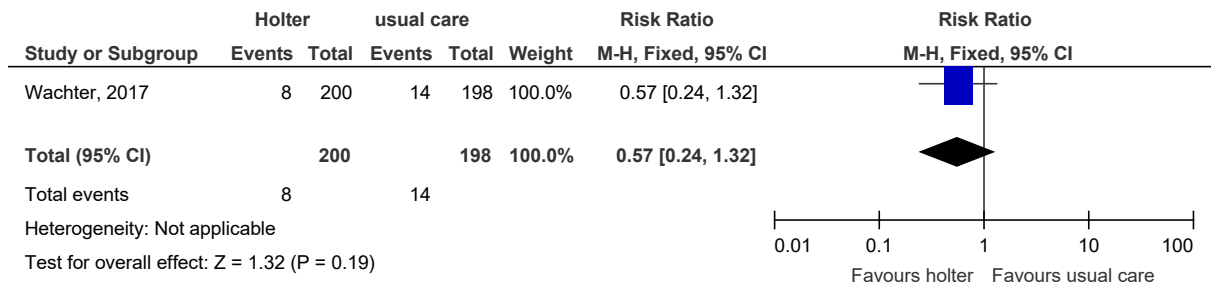 Holter usual care Risk Ratio Risk Ratio
Study or Subgroup Events Total Events Total Weight M-H, Fixed, 95% CI M-H, Fixed, 95% CI
Wachter, 2017 8 200 14 198 100.0% 0.57 [0.24, 1.32]
Total (95% CI) 200 198 100.0% 0.57 [0.24, 1.32]
Total events 8 14
Heterogeneity: Not applicable
Test for overall effect: Z = 1.32 (P = 0.19)
0.01 0.1 1 10 100
Favours holter Favours usual care